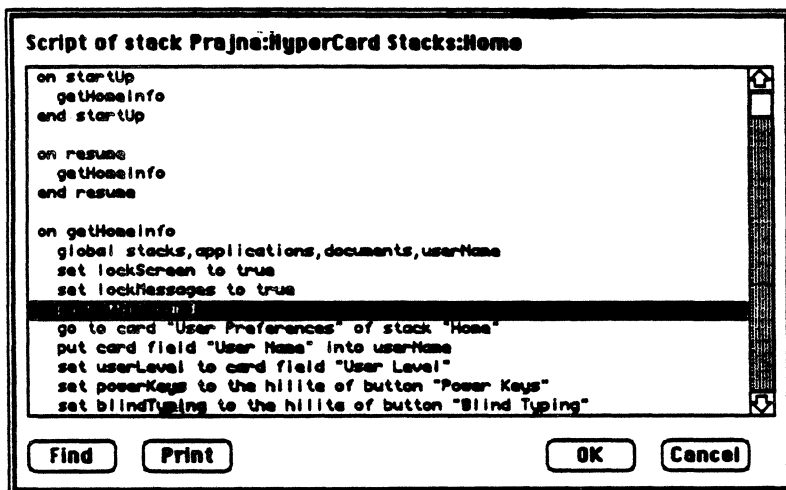 Script of stack Prajna:HyperCard Stacks:Home
on startUp
getHomeInfo
end startUp
on resume
getHomeInfo
end resume
on getHomeInfo
global stacks,applications,documents,userName
set lockScreen to true
set lockMessages to true
go to card "User Preferences" of stack "Home"
put card field "User Name" into userName
set userLevel to card field "User Level"
set powerKeys to the hilite of button "Power Keys"
set blindTyping to the hilite of button "Blind Typing"
Find
Print
OK
Cancel